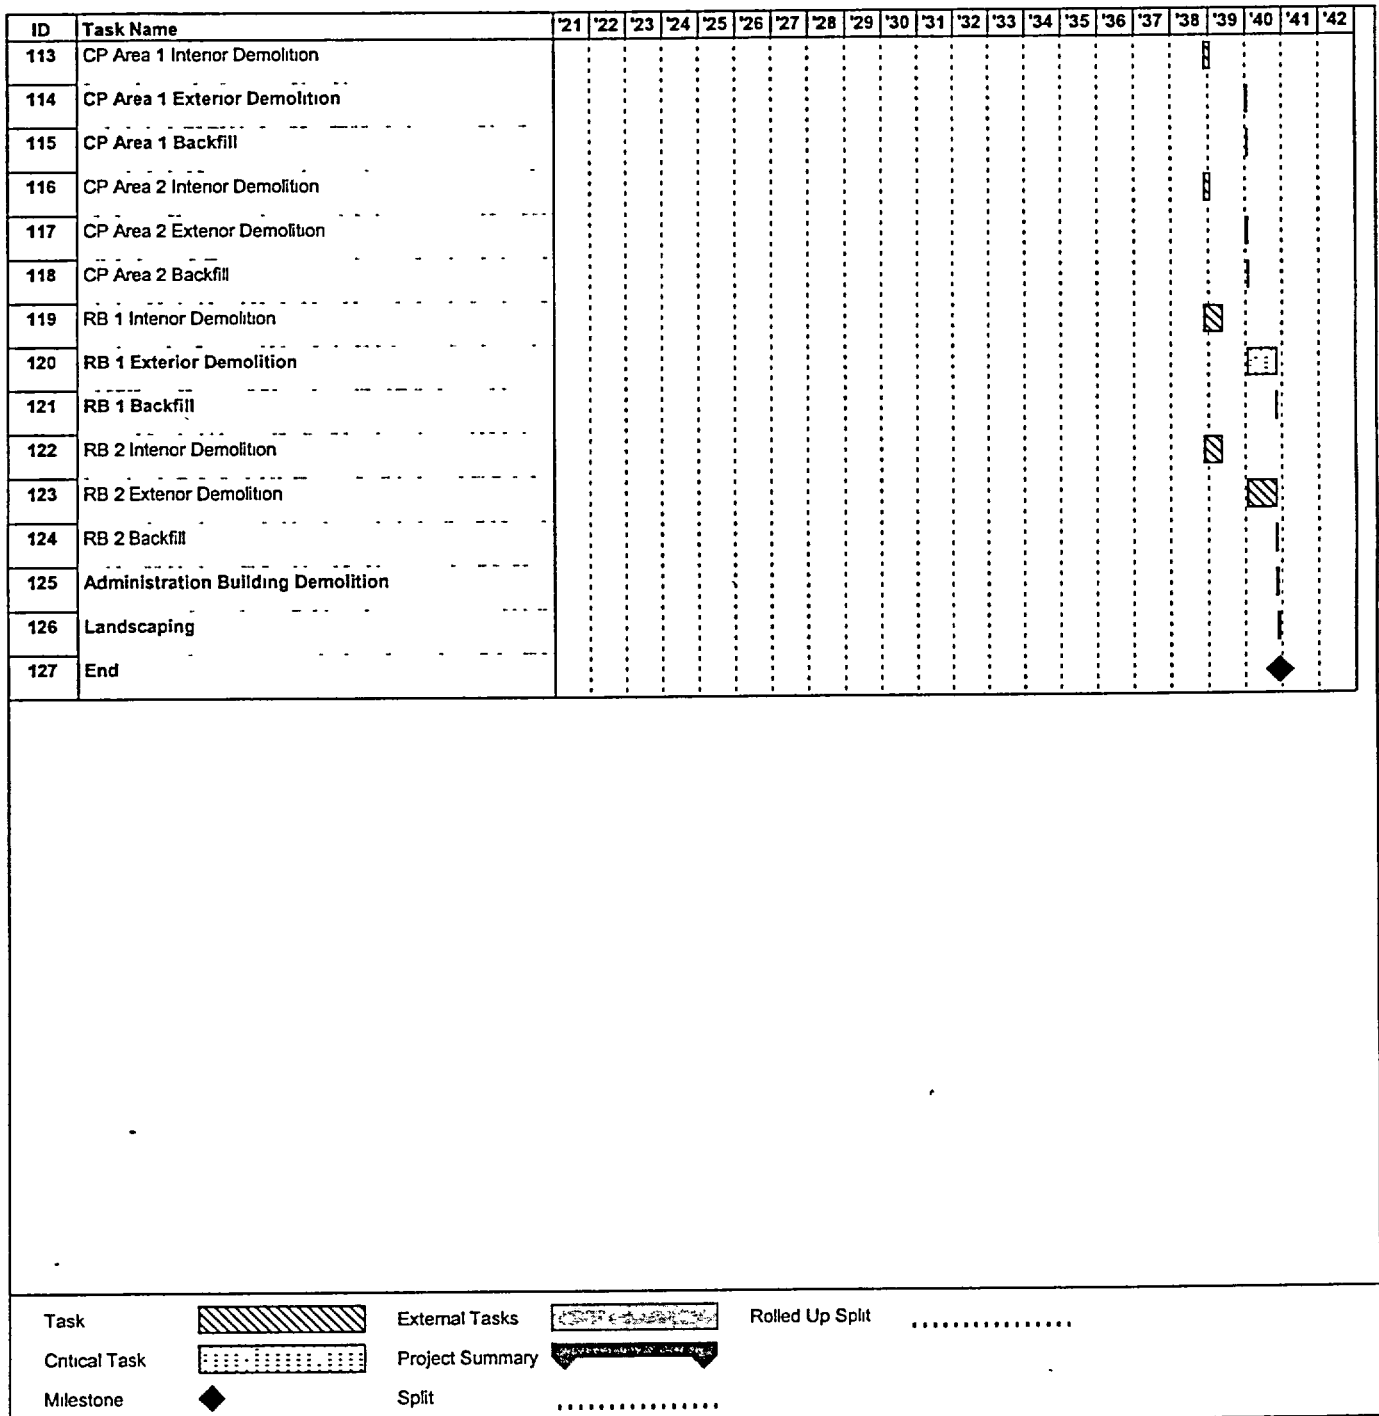 ID Task Name '21 '22 '23 '24 '25 '26 '27 '28 '29 '30 '31 '32 '33 '34 '35 '36 '37 '38 '39 '40 '41 '42
113 CP Area 1 Interior Demolition
114 CP Area 1 Exterior Demolition
115 CP Area 1 Backfill
116 CP Area 2 Interior Demolition
117 CP Area 2 Exterior Demolition
118 CP Area 2 Backfill
119 RB 1 Interior Demolition
120 RB 1 Exterior Demolition
121 RB 1 Backfill
122 RB 2 Interior Demolition
123 RB 2 Exterior Demolition
124 RB 2 Backfill
125 Administration Building Demolition
126 Landscaping
127 End
Task External Tasks Rolled Up Split
Critical Task Project Summary
Milestone Split